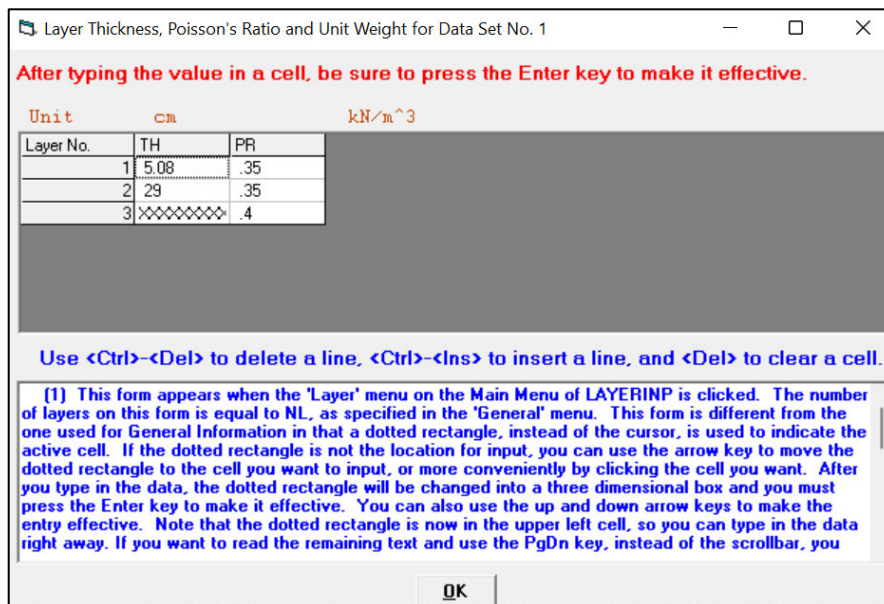 Layer Thickness, Poisson's Ratio and Unit Weight for Data Set No. 1
After typing the value in a cell, be sure to press the Enter key to make it effective.
Unit cm kN/m^3
Layer No. TH PR
1 5.08 .35
2 29 .35
3 XXXXXXXXX .4
Use <Ctrl>-<Del> to delete a line, <Ctrl>-<Ins> to insert a line, and <Del> to clear a cell.
(1) This form appears when the 'Layer' menu on the Main Menu of LAYERINP is clicked. The number
of layers on this form is equal to NL, as specified in the 'General' menu. This form is different from the
one used for General Information in that a dotted rectangle, instead of the cursor, is used to indicate the
active cell. If the dotted rectangle is not the location for input, you can use the arrow key to move the
dotted rectangle to the cell you want to input, or more conveniently by clicking the cell you want. After
you type in the data, the dotted rectangle will be changed into a three dimensional box and you must
press the Enter key to make it effective. You can also use the up and down arrow keys to make the
entry effective. Note that the dotted rectangle is now in the upper left cell, so you can type in the data
right away. If you want to read the remaining text and use the PgDn key, instead of the scrollbar, you
OK